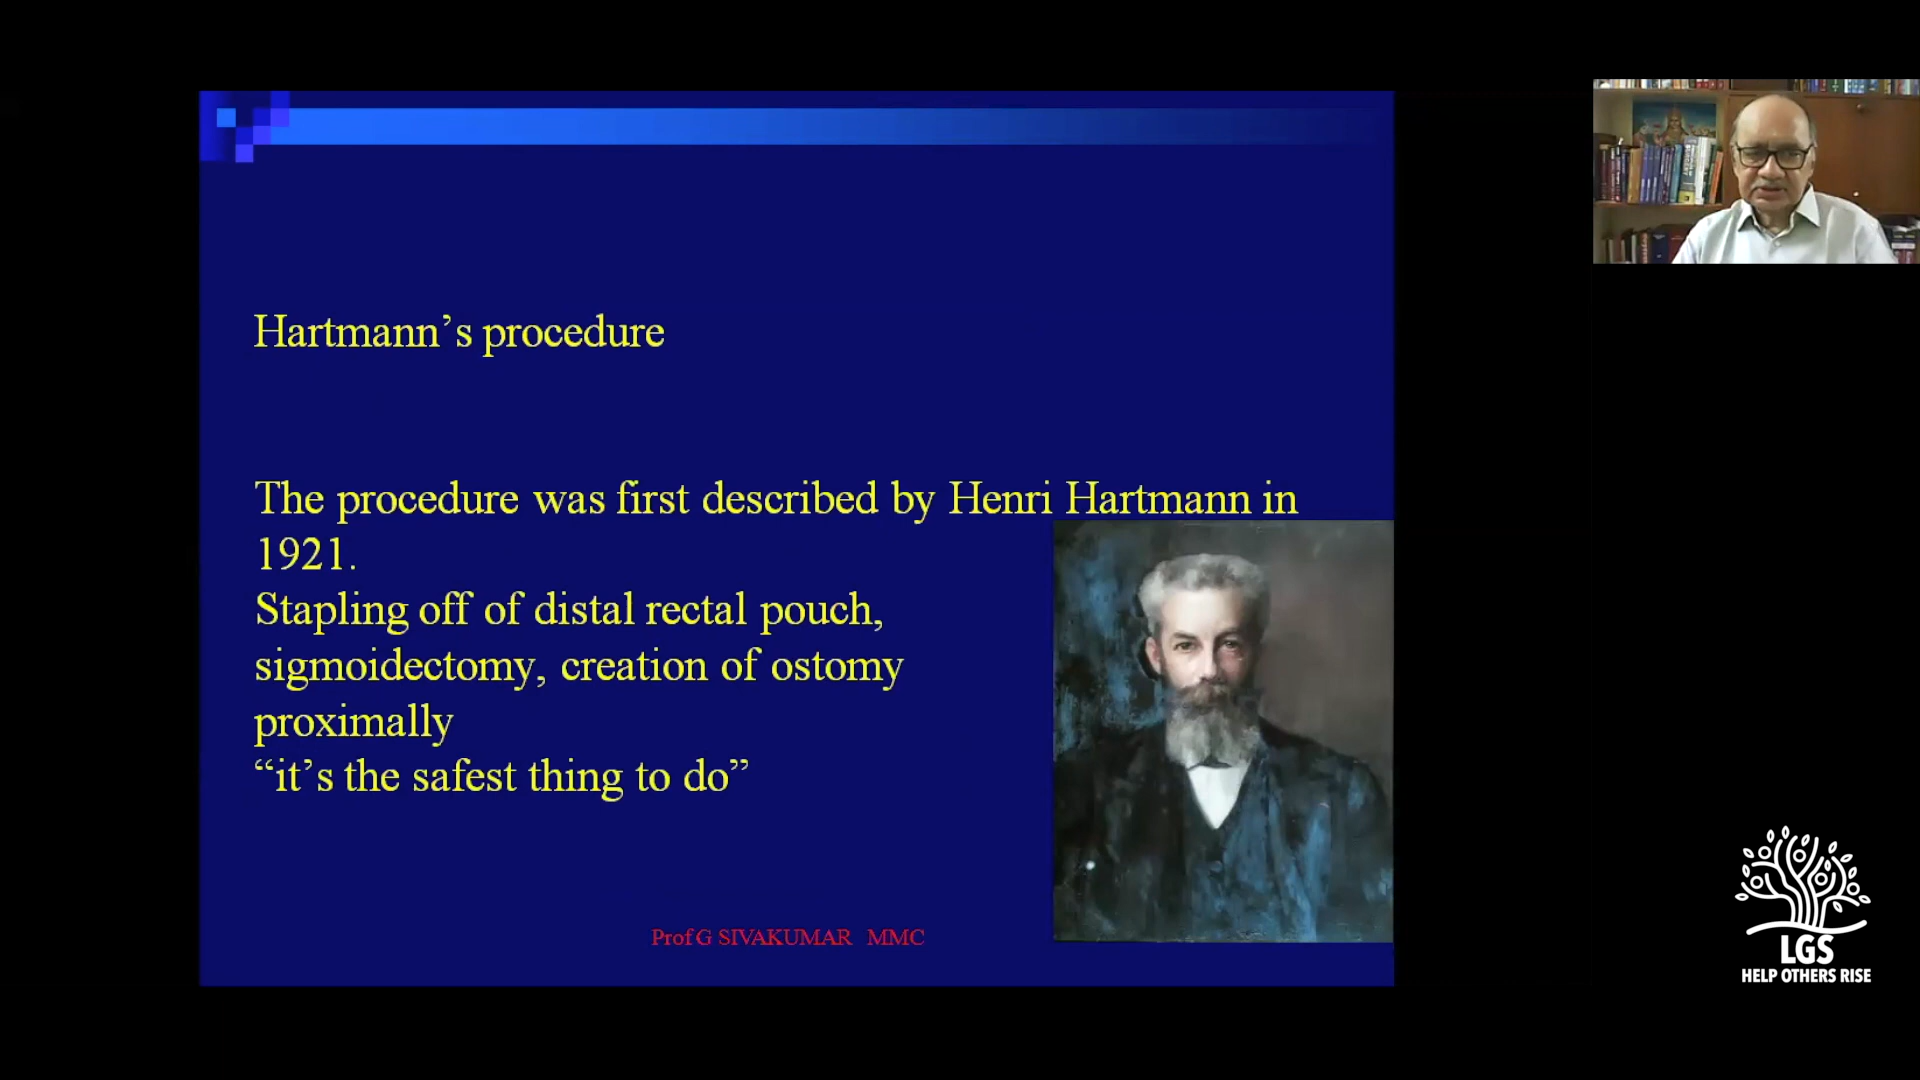 Hartmann’s procedure
The procedure was first described by Henri Hartmann in
1921.
Stapling off of distal rectal pouch,
sigmoidectomy, creation of ostomy
proximally
“it’s the safest thing to do”
Prof G SIVAKUMAR MMC
LGS
HELP OTHERS RISE